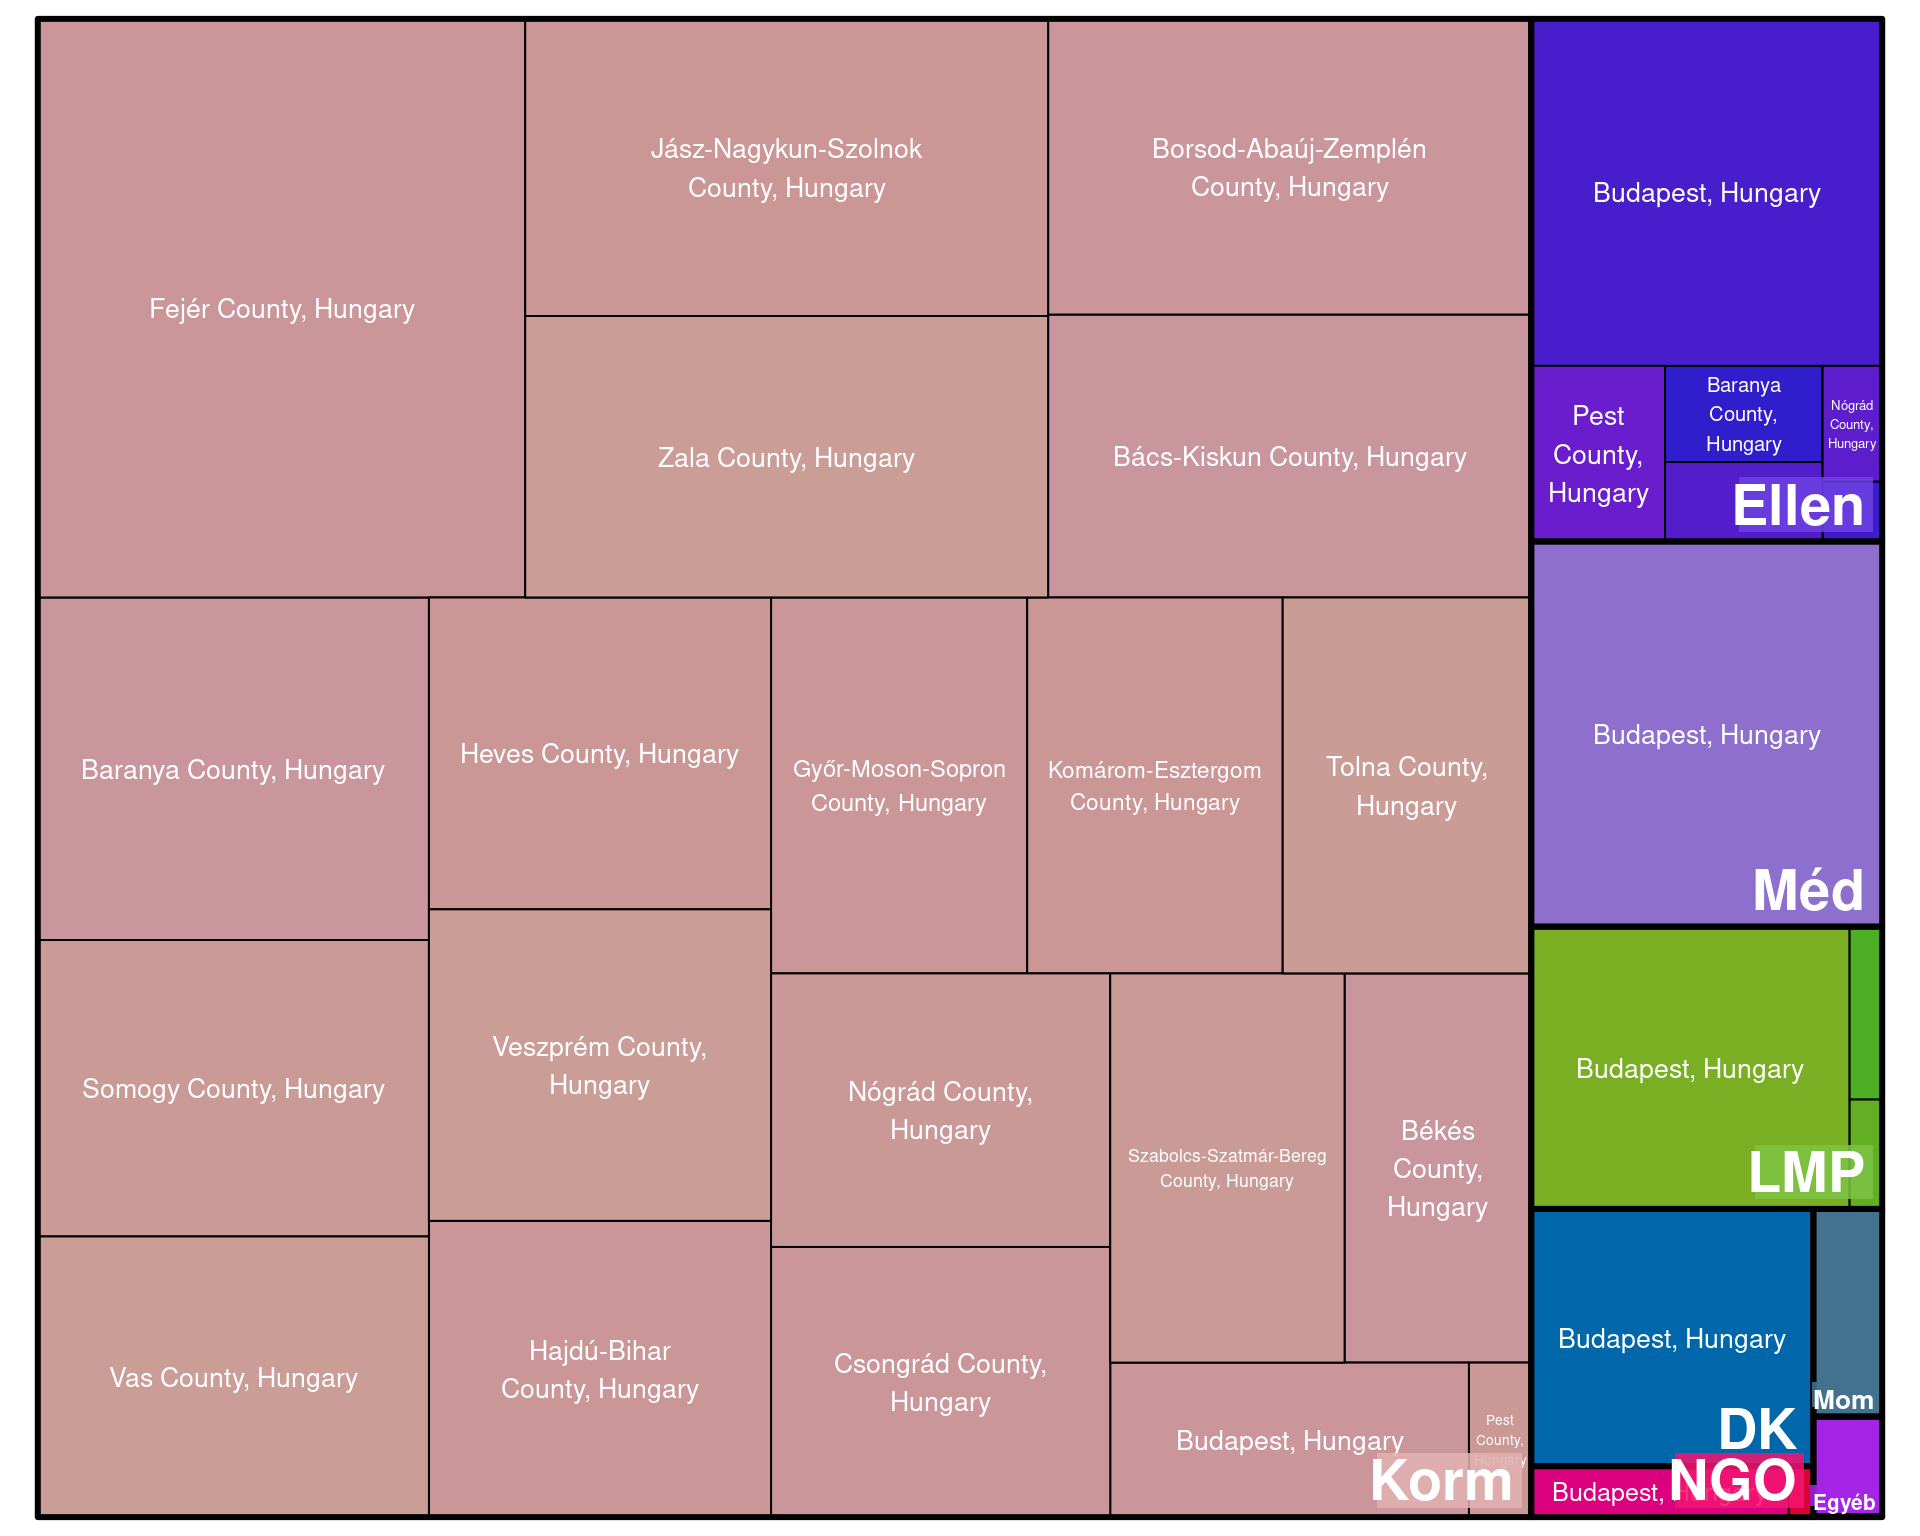 Fejér County, Hungary
Jász-Nagykun-Szolnok
County, Hungary
Borsod-Abaúj-Zemplén
County, Hungary
Zala County, Hungary
Bács-Kiskun County, Hungary
Baranya County, Hungary
Heves County, Hungary
Győr-Moson-Sopron
County, Hungary
Komárom-Esztergom
County, Hungary
Tolna County,
Hungary
Somogy County, Hungary
Veszprém County,
Hungary
Nógrád County,
Hungary
Szabolcs-Szatmár-Bereg
County, Hungary
Békés
County,
Hungary
Vas County, Hungary
Hajdú-Bihar
County, Hungary
Csongrád County,
Hungary
Budapest, Hungary
Pest
County,
Hungary
Korm
Budapest, Hungary
Pest
County,
Hungary
Baranya
County,
Hungary
Nógrád
County,
Hungary
Ellen
Budapest, Hungary
Méd
Budapest, Hungary
LMP
Budapest, Hungary
DK
Mom
Budapest, Hungary
NGO
Egyéb